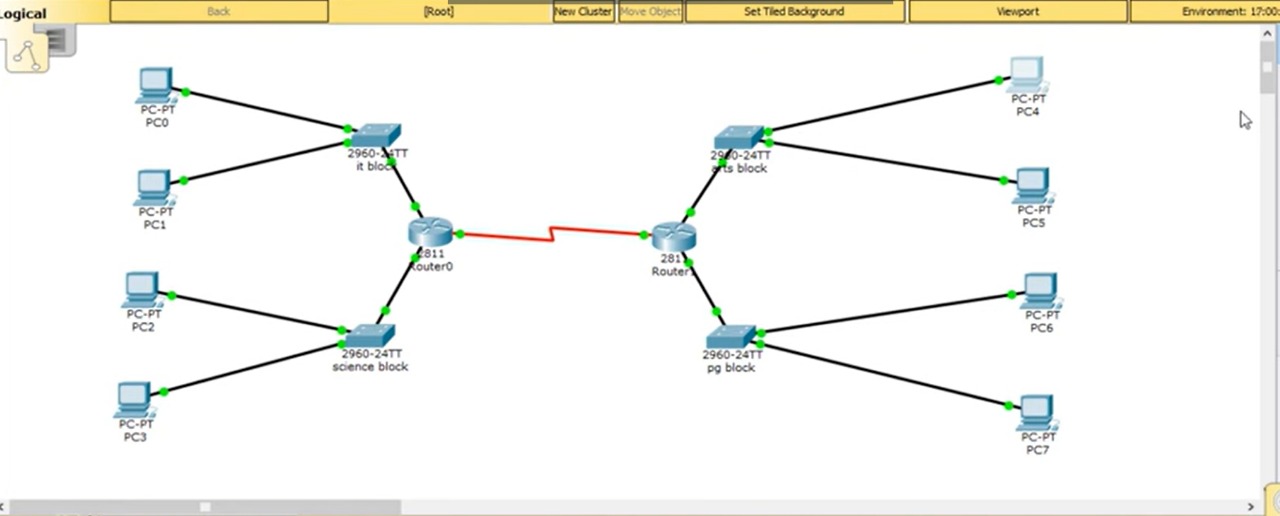 Logical
Back
[Root]
New Cluster
Move Object
Set Tiled Background
Viewport
Environment: 17:00:
PC-PT
PC0
PC-PT
PC1
PC-PT
PC2
PC-PT
PC3
2960-24TT
it block
2811
Router0
2960-24TT
science block
2960-24TT
arts block
2811
Router1
2960-24TT
pg block
PC-PT
PC4
PC-PT
PC5
PC-PT
PC6
PC-PT
PC7